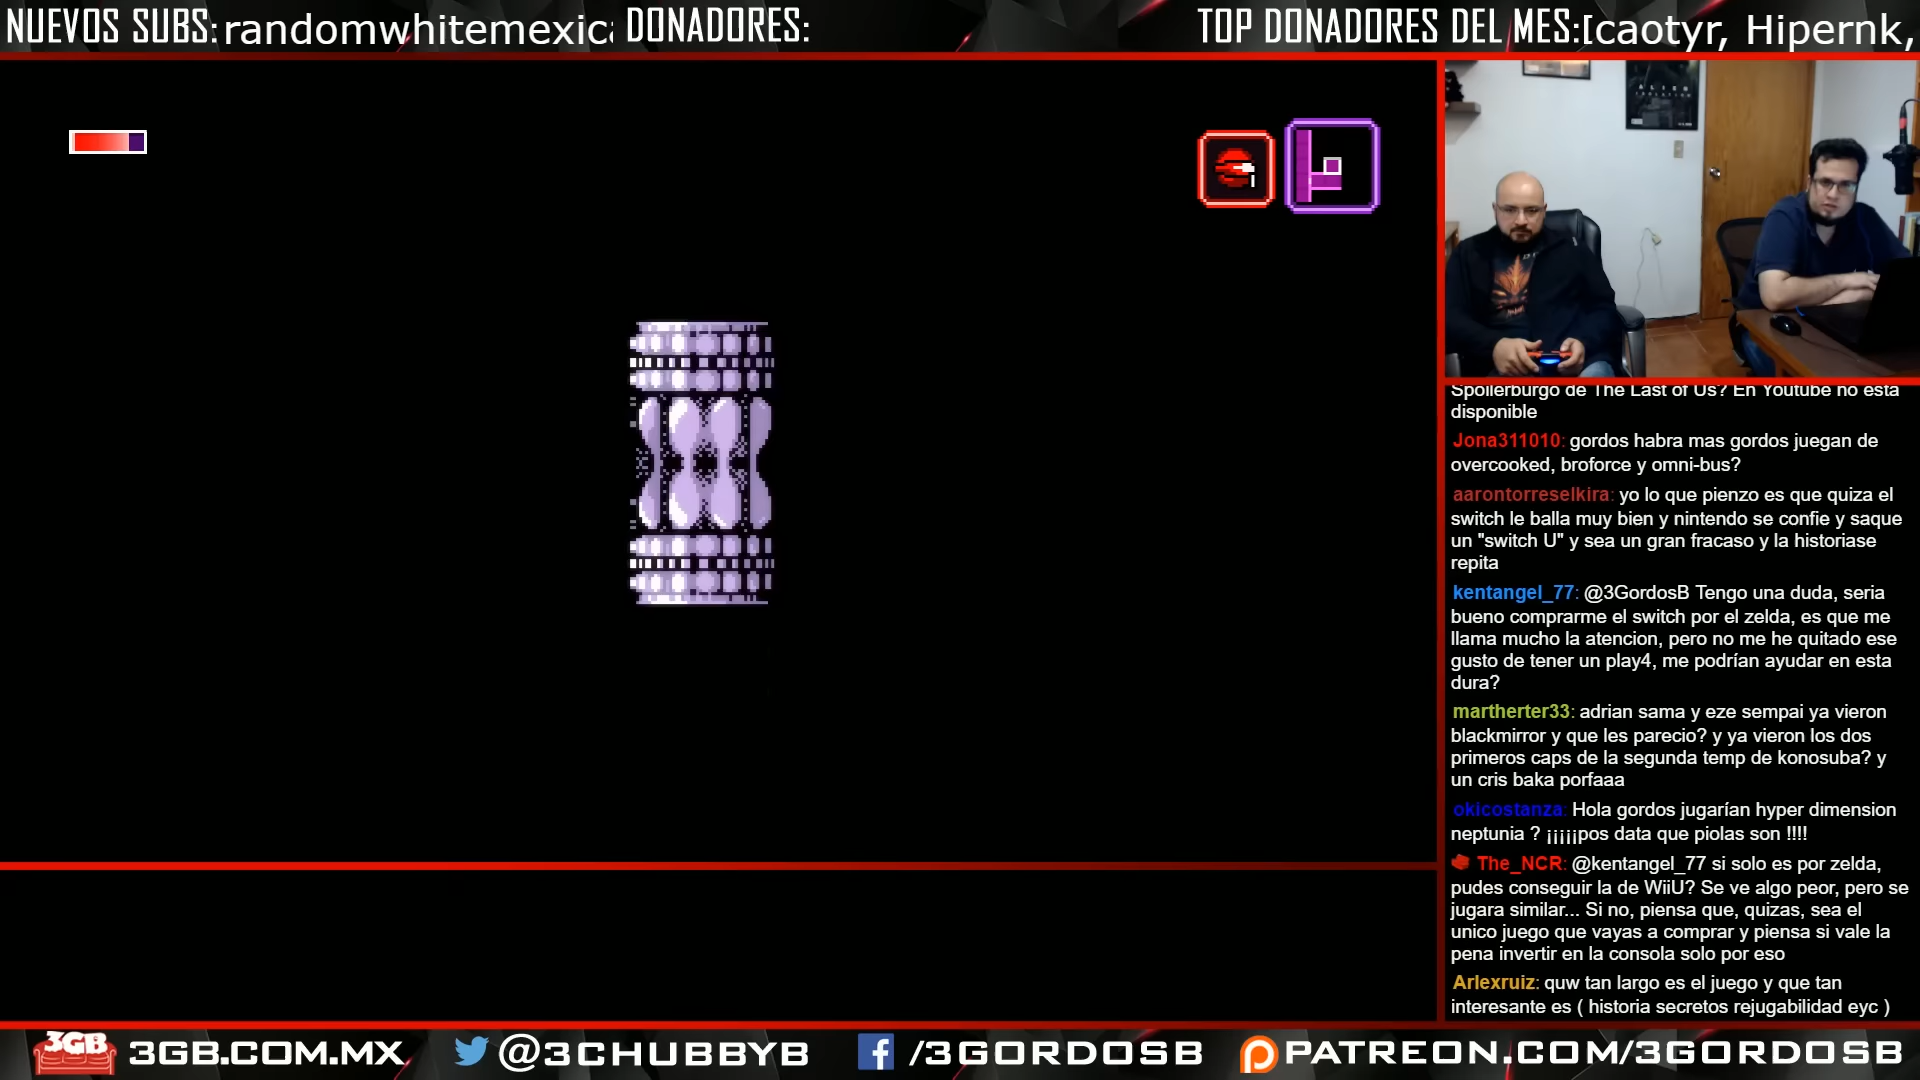 NUEVOS SUBS: randomwhitemexica DONADORES: TOP DONADORES DEL MES: [caotyr, Hipernk,
ALIEN
Spoilerburgo de The Last of Us? En Youtube no esta
disponible
Jona311010: gordos habra mas gordos juegan de
overcooked, broforce y omni-bus?
aarontorreselkira: yo lo que pienzo es que quiza el
switch le balla muy bien y nintendo se confie y saque
un "switch U" y sea un gran fracaso y la historiase
repita
kentangel_77: @3GordosB Tengo una duda, seria
bueno comprarme el switch por el zelda, es que me
llama mucho la atencion, pero no me he quitado ese
gusto de tener un play4, me podrían ayudar en esta
dura?
martherter33: adrian sama y eze sempai ya vieron
blackmirror y que les parecio? y ya vieron los dos
primeros caps de la segunda temp de konosuba? y
un cris baka porfaaa
okicostanza: Hola gordos jugarían hyper dimension
neptunia ? ¡¡¡¡¡pos data que piolas son !!!!
The_NCR: @kentangel_77 si solo es por zelda,
pudes conseguir la de WiiU? Se ve algo peor, pero se
jugara similar... Si no, piensa que, quizas, sea el
unico juego que vayas a comprar y piensa si vale la
pena invertir en la consola solo por eso
Arlexruiz: quw tan largo es el juego y que tan
interesante es ( historia secretos rejugabilidad eyc )
3GB 3GB.COM.MX @3CHUBBYB /3GORDOSB PATREON.COM/3GORDOSB